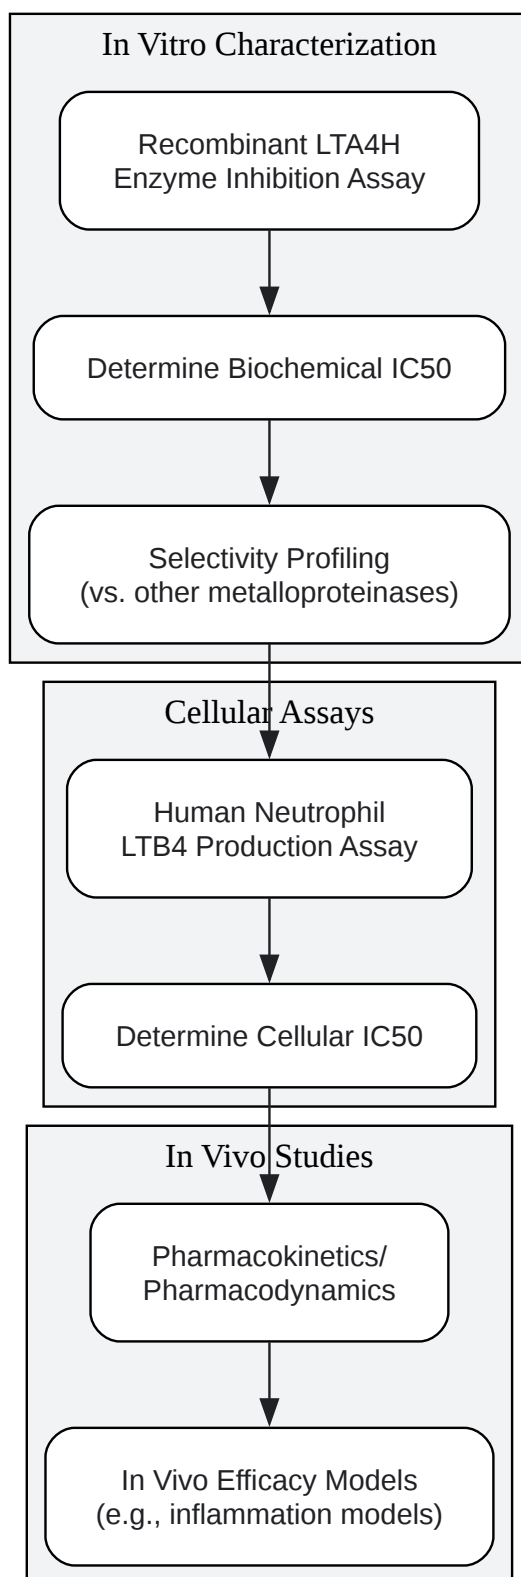 In Vitro Characterization
Recombinant LTA4H
Enzyme Inhibition Assay
Determine Biochemical IC50
Selectivity Profiling
(vs. other metalloproteinases)
Cellular Assays
Human Neutrophil
LTB4 Production Assay
Determine Cellular IC50
In Vivo Studies
Pharmacokinetics/
Pharmacodynamics
In Vivo Efficacy Models
(e.g., inflammation models)